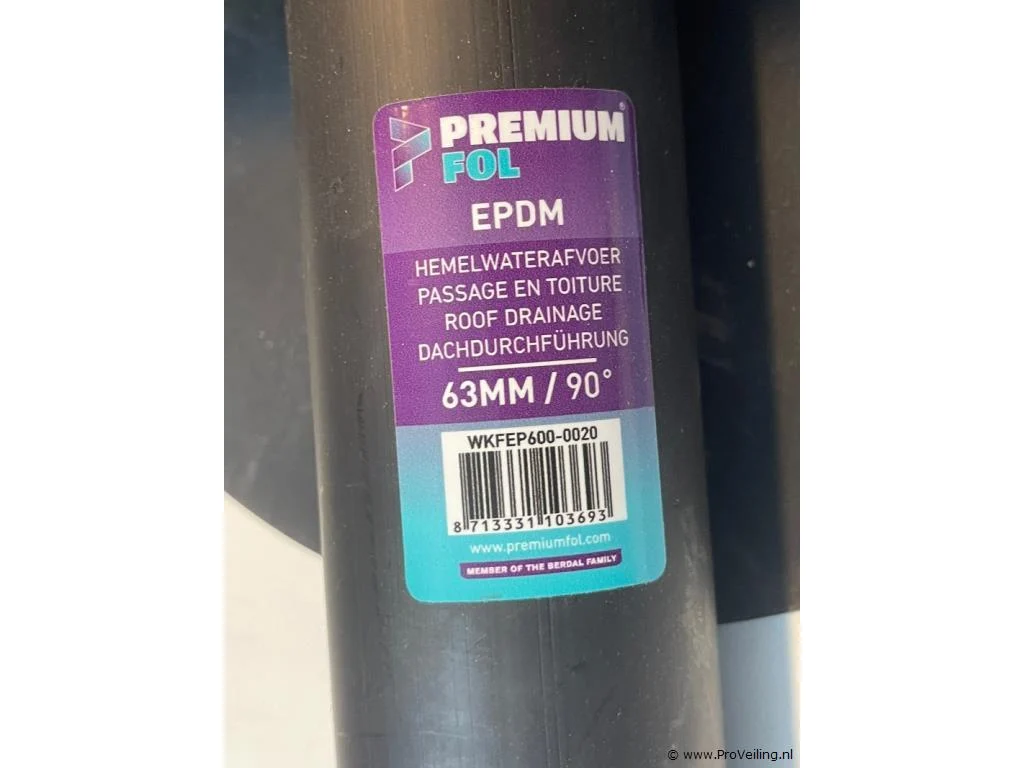 PREMIUM®
FOL
EPDM
HEMELWATERAFVOER
PASSAGE EN TOITURE
ROOF DRAINAGE
DACHDURCHFÜHRUNG
63MM / 90°
WKFEP600-0020
8 713331 103693
www.premiumfol.com
MEMBER OF THE BERDAL FAMILY
© www.ProVeiling.nl